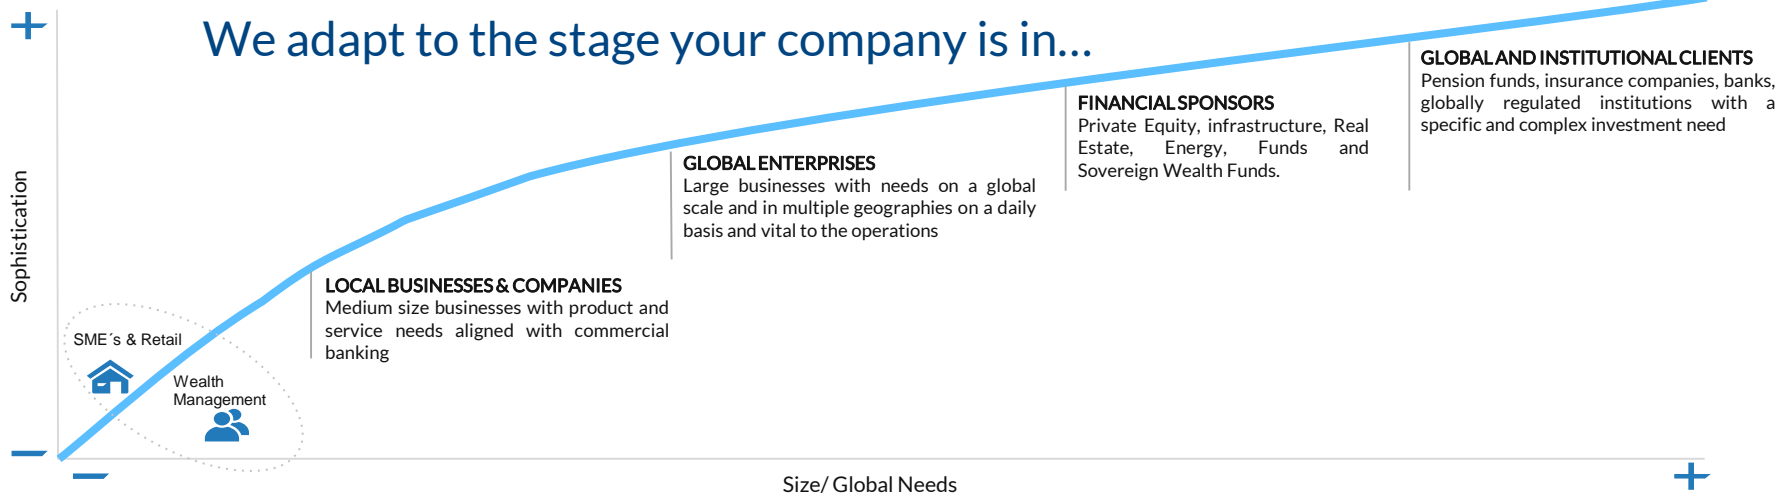 We adapt to the stage your company is in...
GLOBAL AND INSTITUTIONAL CLIENTS
Pension funds, insurance companies, banks,
globally regulated institutions with a
specific and complex investment need
FINANCIAL SPONSORS
Private Equity, infrastructure, Real
Estate, Energy, Funds and
Sovereign Wealth Funds.
GLOBAL ENTERPRISES
Large businesses with needs on a global
scale and in multiple geographies on a daily
basis and vital to the operations
LOCAL BUSINESSES & COMPANIES
Medium size businesses with product and
service needs aligned with commercial
banking
Sophistication
SME´s & Retail
Wealth
Management
Size/ Global Needs